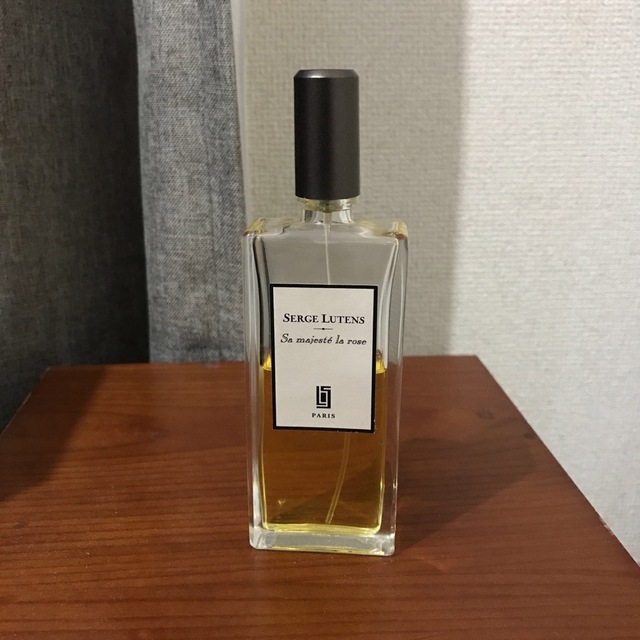 SERGE LUTENS
Sa majesté la rose
PARIS